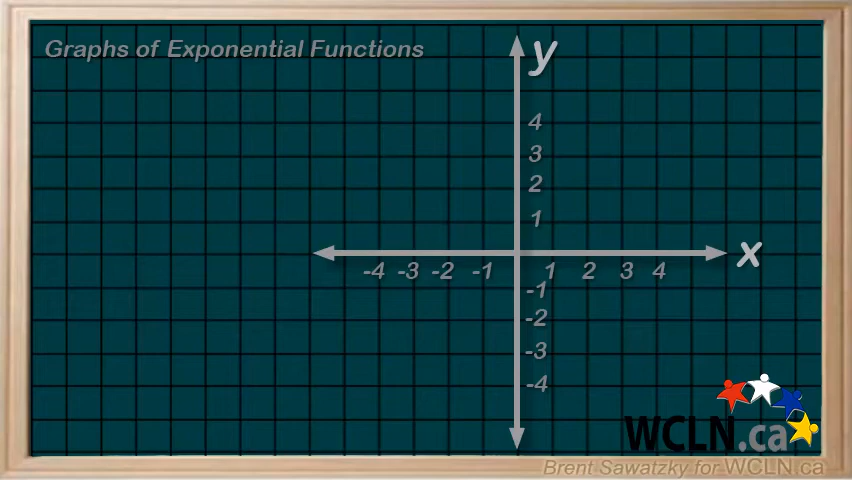 Graphs of Exponential Functions
y
4
3
2
1
x
-4 -3 -2 -1 1 2 3 4
-1
-2
-3
-4
WCLN.ca
Brent Sawatzky for WCLN.ca